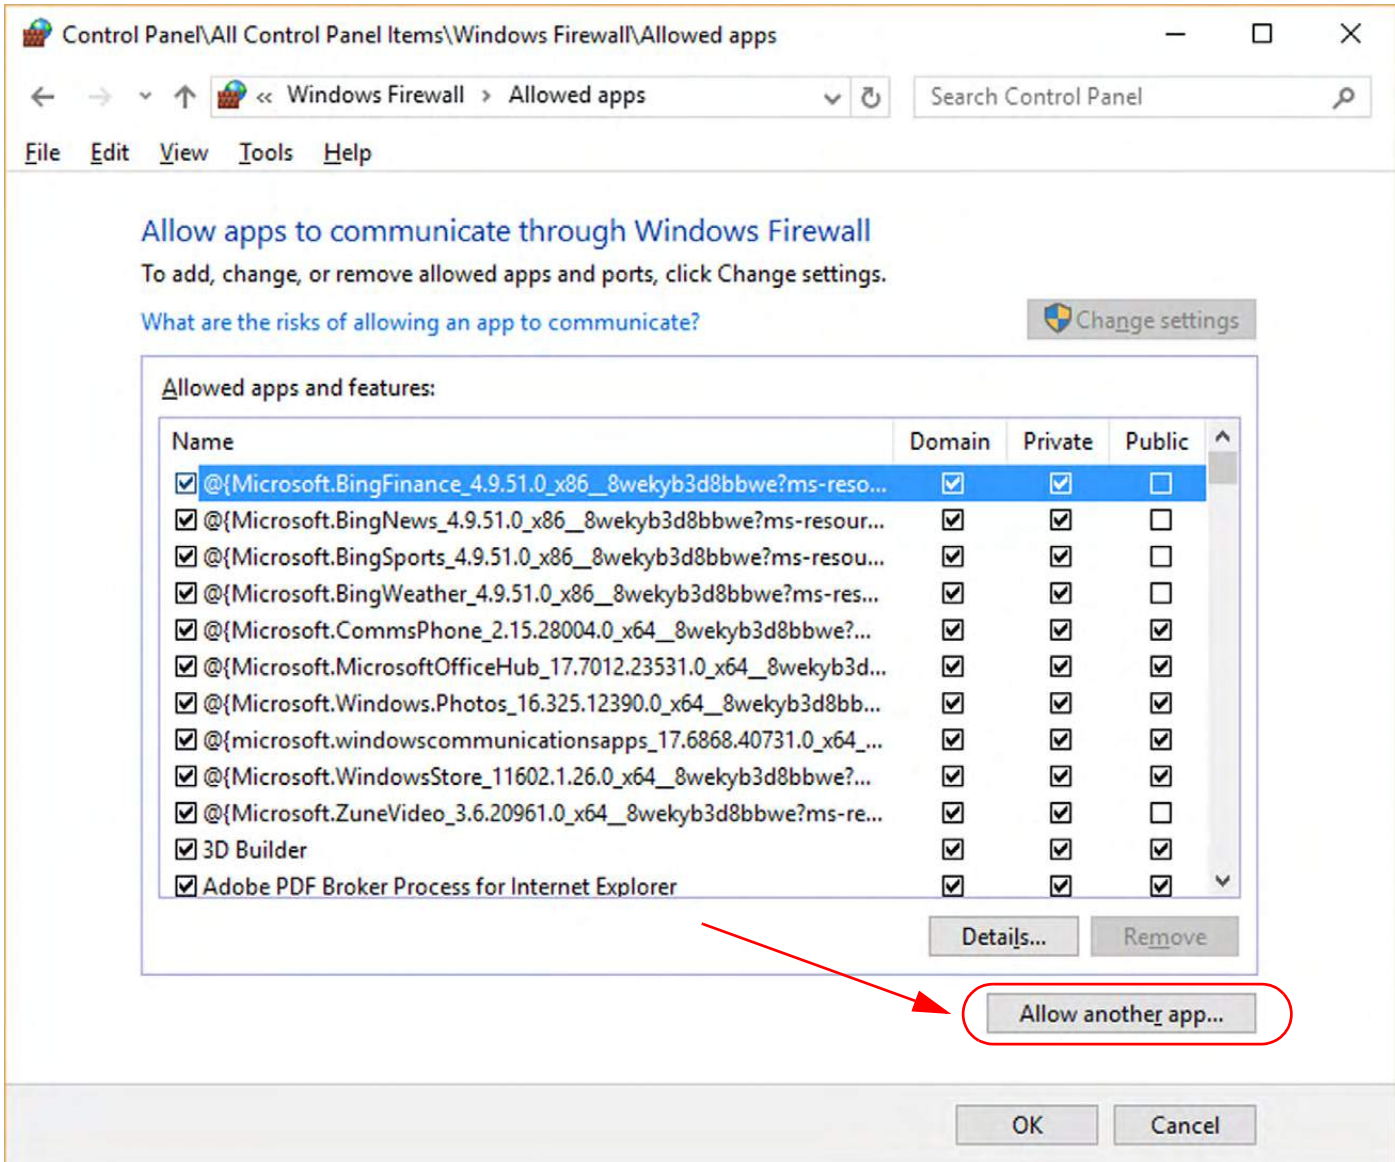 Control Panel\All Control Panel Items\Windows Firewall\Allowed apps
« Windows Firewall › Allowed apps
Search Control Panel
File Edit View Tools Help
Allow apps to communicate through Windows Firewall
To add, change, or remove allowed apps and ports, click Change settings.
What are the risks of allowing an app to communicate?
Change settings
Allowed apps and features:
Name Domain Private Public
@{Microsoft.BingFinance_4.9.51.0_x86__8wekyb3d8bbwe?ms-reso...
@{Microsoft.BingNews_4.9.51.0_x86__8wekyb3d8bbwe?ms-resour...
@{Microsoft.BingSports_4.9.51.0_x86__8wekyb3d8bbwe?ms-resou...
@{Microsoft.BingWeather_4.9.51.0_x86__8wekyb3d8bbwe?ms-res...
@{Microsoft.CommsPhone_2.15.28004.0_x64__8wekyb3d8bbwe?...
@{Microsoft.MicrosoftOfficeHub_17.7012.23531.0_x64__8wekyb3d...
@{Microsoft.Windows.Photos_16.325.12390.0_x64__8wekyb3d8bb...
@{microsoft.windowscommunicationsapps_17.6868.40731.0_x64_...
@{Microsoft.WindowsStore_11602.1.26.0_x64__8wekyb3d8bbwe?...
@{Microsoft.ZuneVideo_3.6.20961.0_x64__8wekyb3d8bbwe?ms-re...
3D Builder
Adobe PDF Broker Process for Internet Explorer
Details... Remove
Allow another app...
OK Cancel